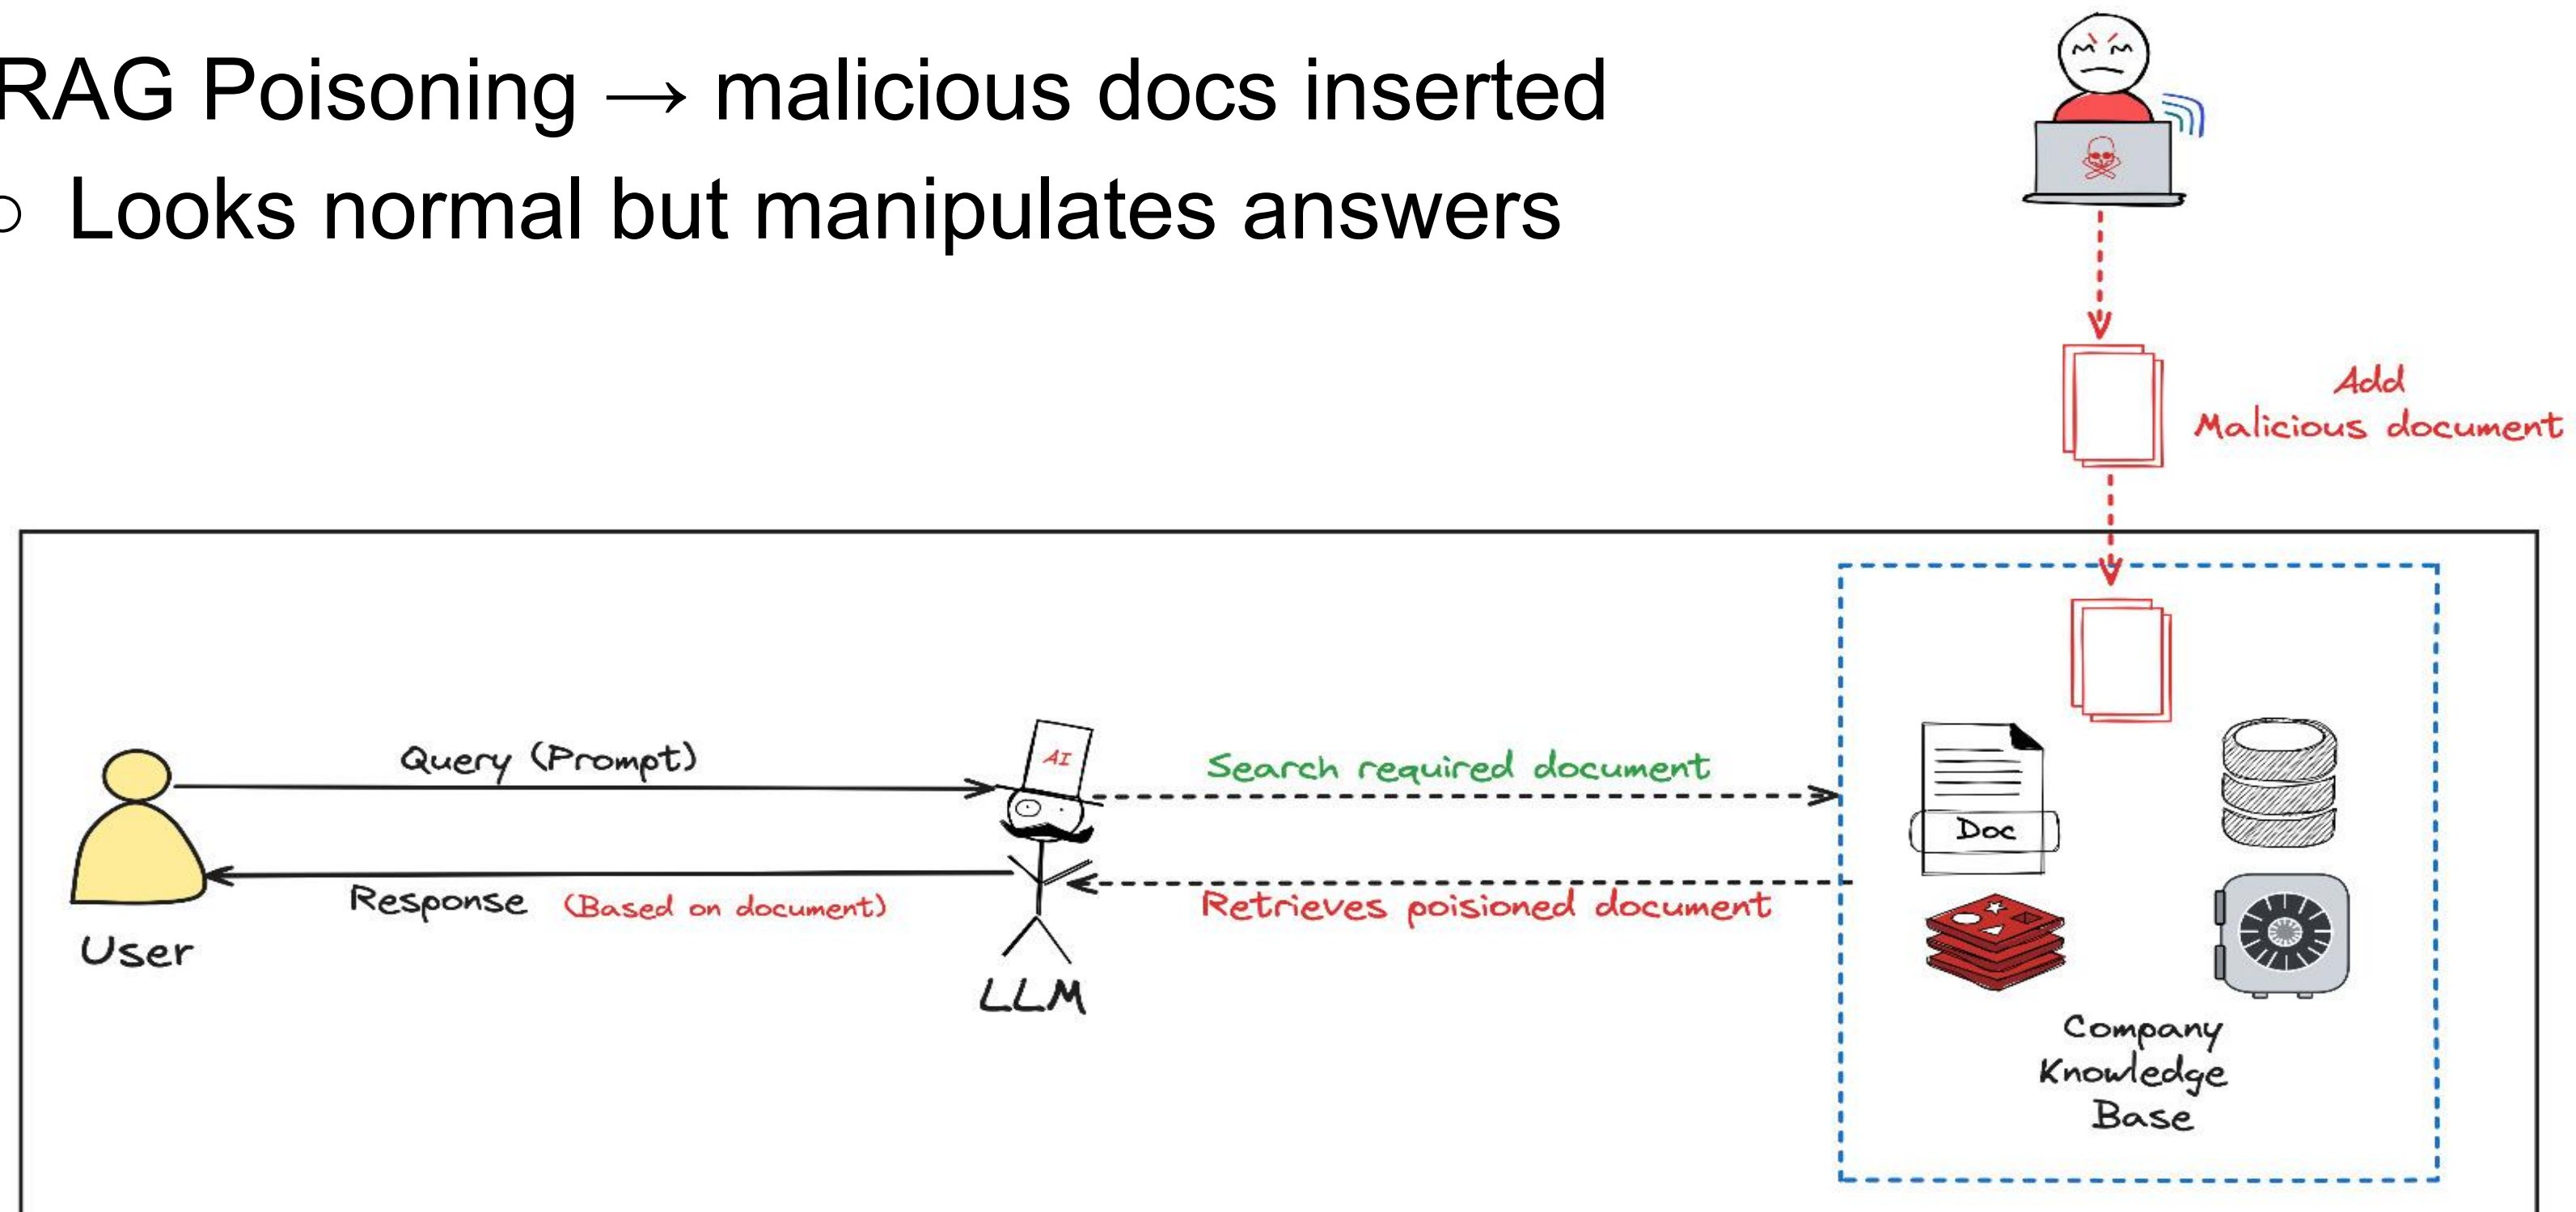 RAG Poisoning → malicious docs inserted
○ Looks normal but manipulates answers
Add
Malicious document
Query (Prompt)
AI
Search required document
Doc
Response (Based on document)
Retrieves poisioned document
User
LLM
Company
Knowledge
Base